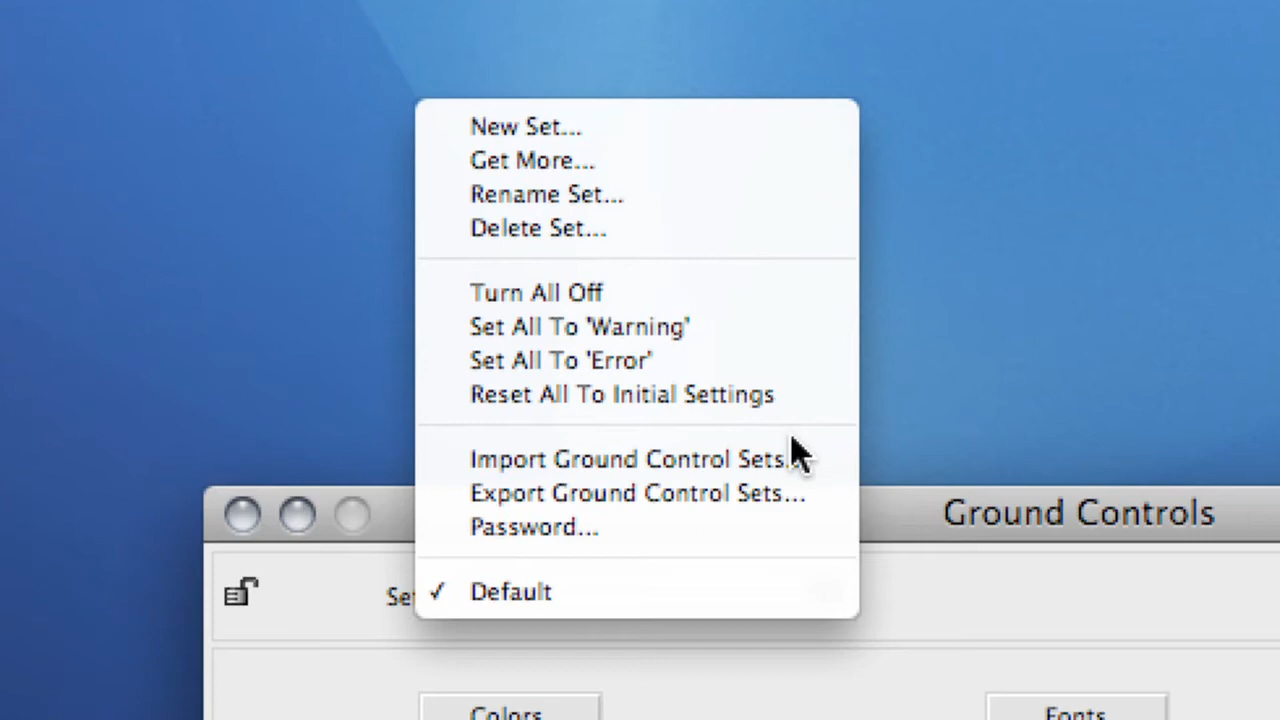 New Set...
Get More...
Rename Set...
Delete Set...
Turn All Off
Set All To 'Warning'
Set All To 'Error'
Reset All To Initial Settings
Import Ground Control Sets...
Export Ground Control Sets...
Password...
Ground Controls
✓ Default
Colors
Fonts